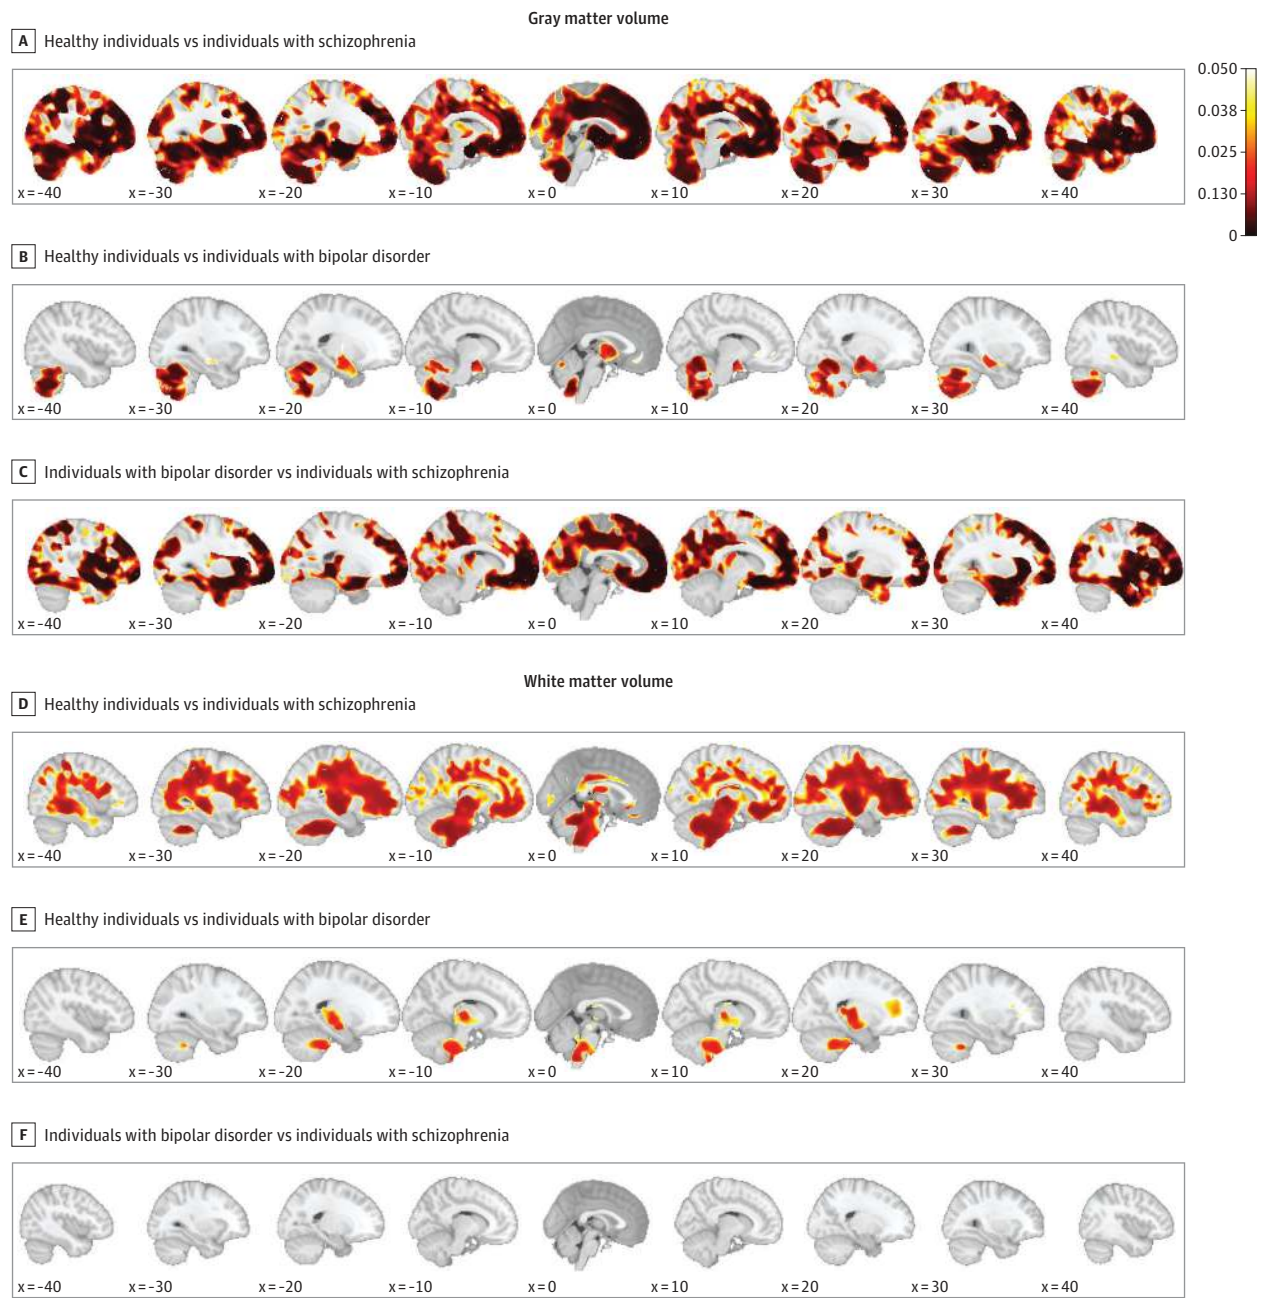 Gray matter volume
A Healthy individuals vs individuals with schizophrenia
0.050
0.038
0.025
0.130
0
x = –40 x = –30 x = –20 x = –10 x = 0 x = 10 x = 20 x = 30 x = 40
B Healthy individuals vs individuals with bipolar disorder
x = –40 x = –30 x = –20 x = –10 x = 0 x = 10 x = 20 x = 30 x = 40
C Individuals with bipolar disorder vs individuals with schizophrenia
x = –40 x = –30 x = –20 x = –10 x = 0 x = 10 x = 20 x = 30 x = 40
White matter volume
D Healthy individuals vs individuals with schizophrenia
x = –40 x = –30 x = –20 x = –10 x = 0 x = 10 x = 20 x = 30 x = 40
E Healthy individuals vs individuals with bipolar disorder
x = –40 x = –30 x = –20 x = –10 x = 0 x = 10 x = 20 x = 30 x = 40
F Individuals with bipolar disorder vs individuals with schizophrenia
x = –40 x = –30 x = –20 x = –10 x = 0 x = 10 x = 20 x = 30 x = 40